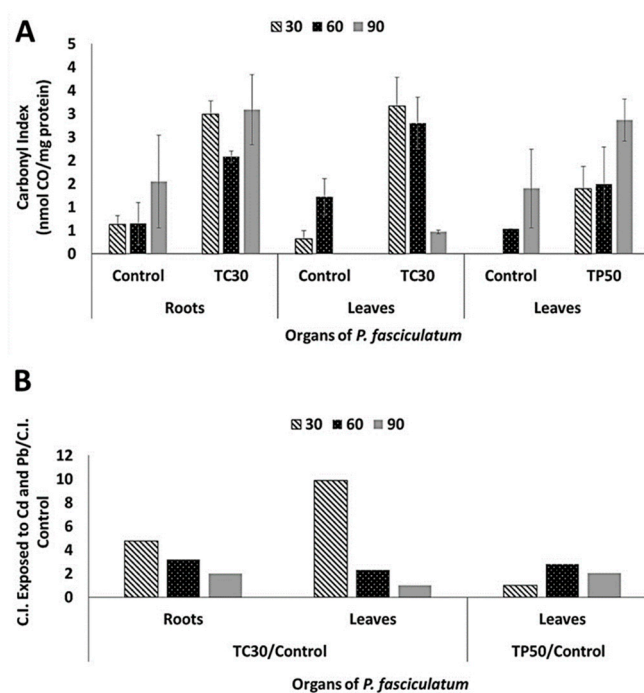 A
30 60 90
Carbonyl Index
(nmol CO/mg protein)
5
4
4
3
3
2
2
1
1
0
Control TC30 Control TC30 Control TP50
Roots Leaves Leaves
Organs of P. fasciculatum
B
30 60 90
C.I. Exposed to Cd and Pb/C.I.
Control
12
10
8
6
4
2
0
Roots Leaves Leaves
TC30/Control TP50/Control
Organs of P. fasciculatum